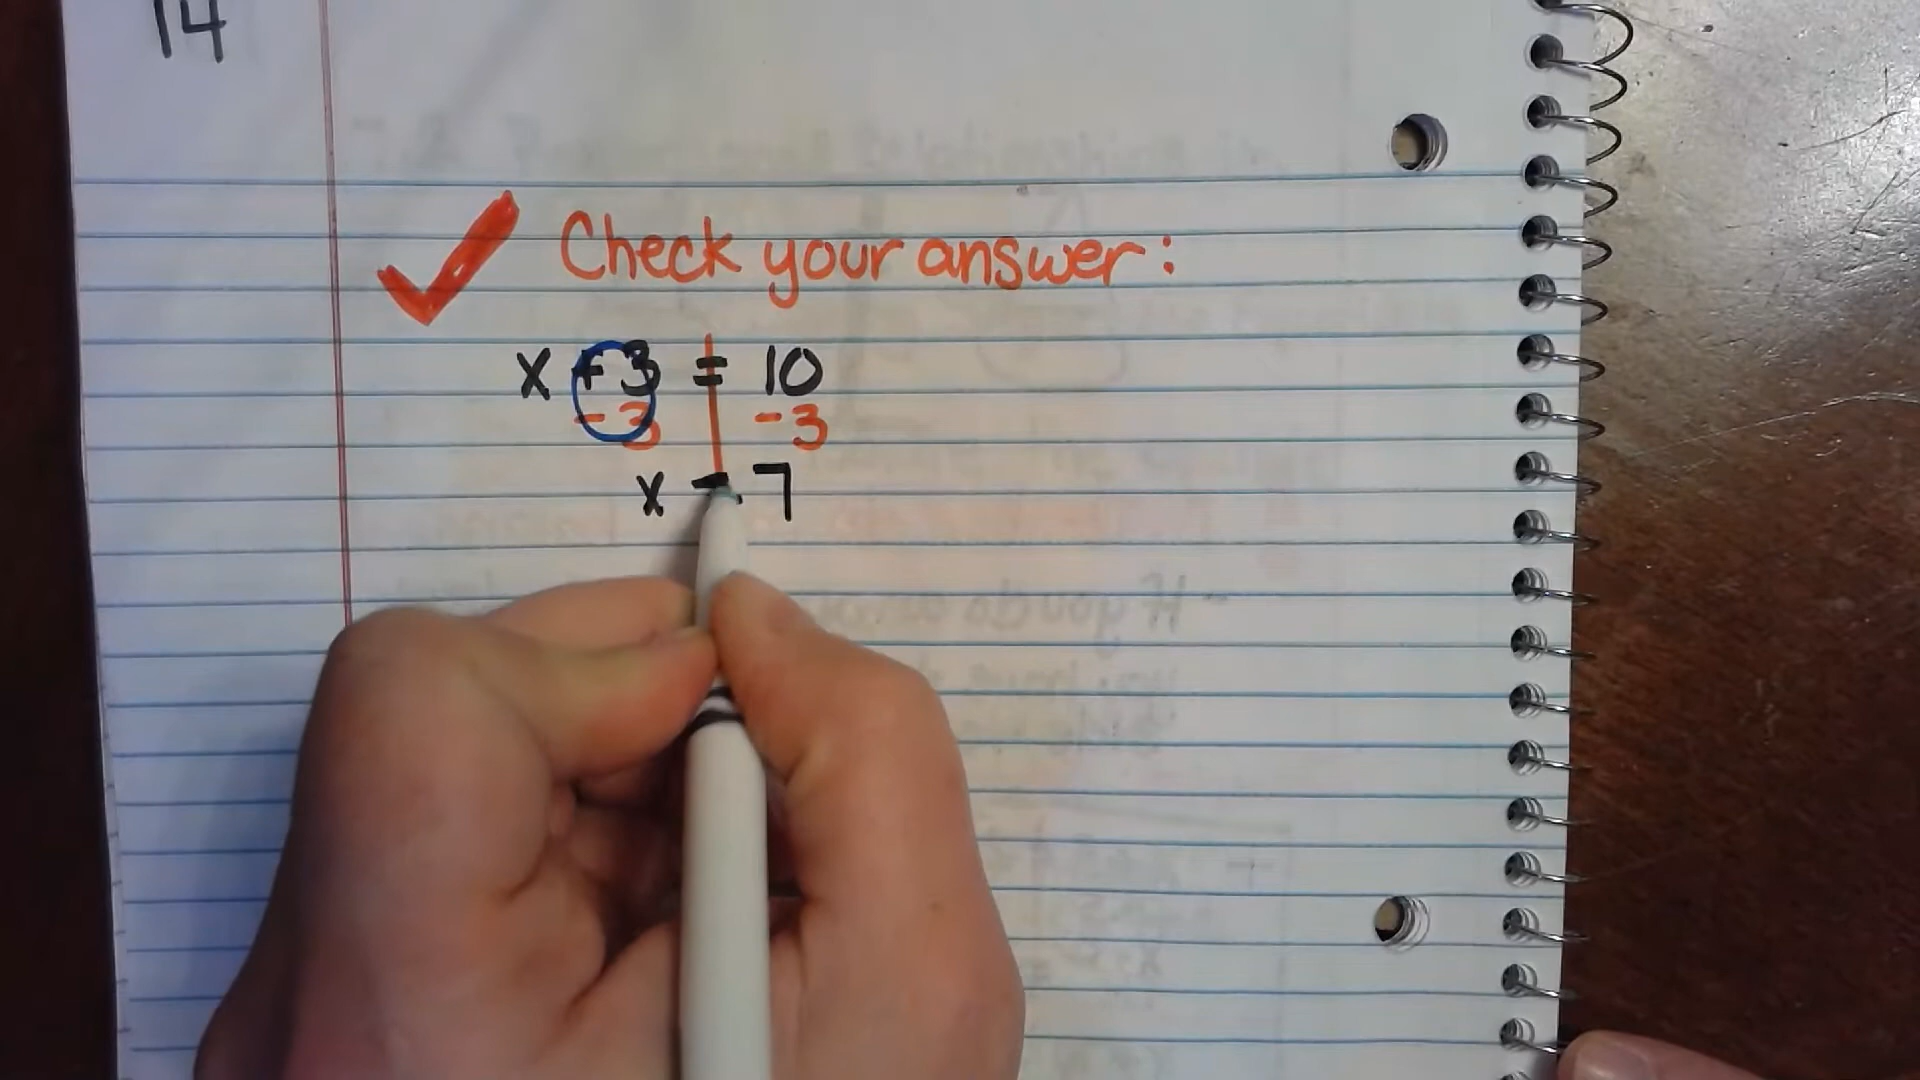 14
✓ Check your answer:
x + 3 = 10
- 3 - 3
x = 7